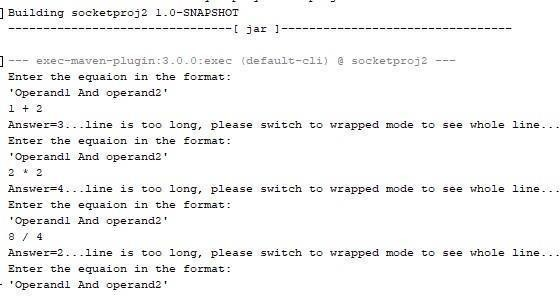 Building socketproj2 1.0-SNAPSHOT
--------------------------------[ jar ]---------------------------------
--- exec-maven-plugin:3.0.0:exec (default-cli) @ socketproj2 ---
Enter the equaion in the format:
'Operand1 And operand2'
1 + 2
Answer=3...line is too long, please switch to wrapped mode to see whole line...
Enter the equaion in the format:
'Operand1 And operand2'
2 * 2
Answer=4...line is too long, please switch to wrapped mode to see whole line...
Enter the equaion in the format:
'Operand1 And operand2'
8 / 4
Answer=2...line is too long, please switch to wrapped mode to see whole line...
Enter the equaion in the format:
'Operand1 And operand2'